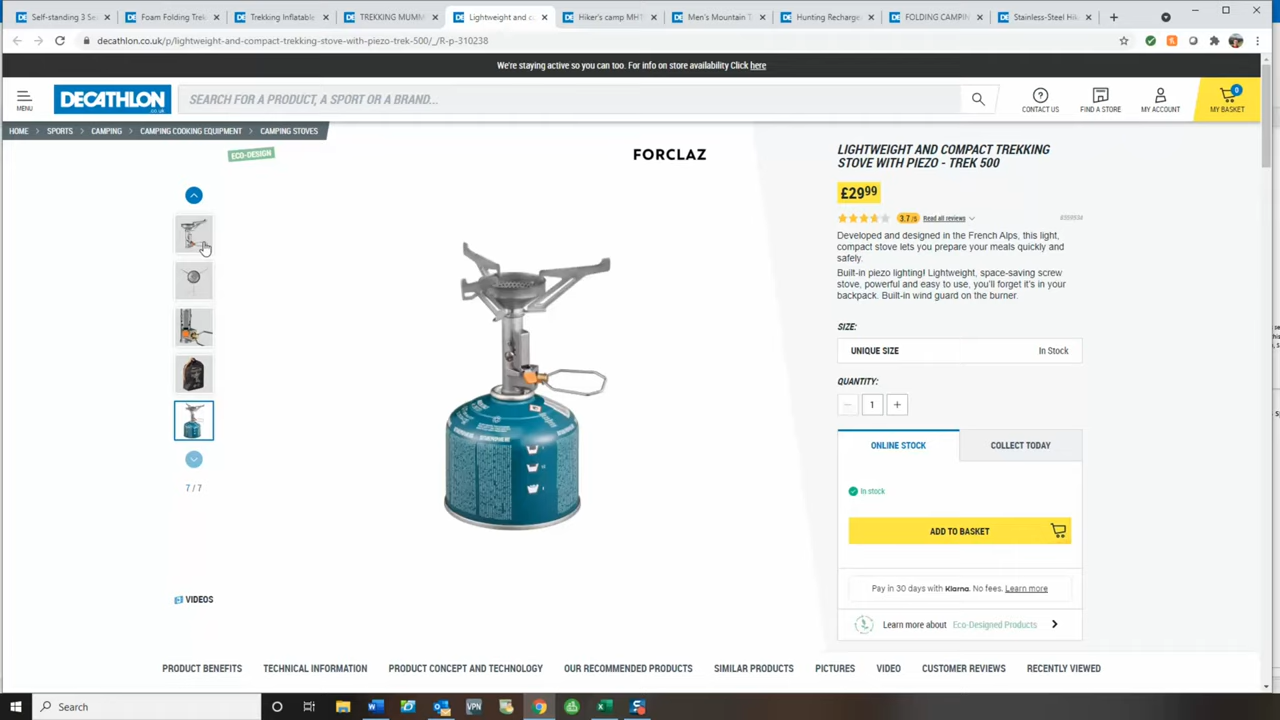 Self-standing 3 Se
Foam Folding Trek
Trekking Inflatable
TREKKING MUMM
Lightweight and c
Hiker's camp MH1
Men's Mountain T
Hunting Recharge
FOLDING CAMPIN
Stainless-Steel Hik
decathlon.co.uk/p/lightweight-and-compact-trekking-stove-with-piezo-trek-500/_/R-p-310238
We're staying active so you can too. For info on store availability Click here
MENU
DECATHLON
.co.uk
SEARCH FOR A PRODUCT, A SPORT OR A BRAND...
CONTACT US
FIND A STORE
MY ACCOUNT
0
MY BASKET
HOME > SPORTS > CAMPING > CAMPING COOKING EQUIPMENT > CAMPING STOVES
ECO-DESIGN
FORCLAZ
LIGHTWEIGHT AND COMPACT TREKKING
STOVE WITH PIEZO - TREK 500
£29.99
3.7/5 Read all reviews
Developed and designed in the French Alps, this light,
compact stove lets you prepare your meals quickly and
safely.
Built-in piezo lighting! Lightweight, space-saving screw
stove, powerful and easy to use, you'll forget it's in your
backpack. Built-in wind guard on the burner.
SIZE:
UNIQUE SIZE In Stock
QUANTITY:
− 1 +
ONLINE STOCK
COLLECT TODAY
In stock
ADD TO BASKET
7 / 7
Pay in 30 days with Klarna. No fees. Learn more
VIDEOS
Learn more about Eco-Designed Products
PRODUCT BENEFITS
TECHNICAL INFORMATION
PRODUCT CONCEPT AND TECHNOLOGY
OUR RECOMMENDED PRODUCTS
SIMILAR PRODUCTS
PICTURES
VIDEO
CUSTOMER REVIEWS
RECENTLY VIEWED
Search
VPN